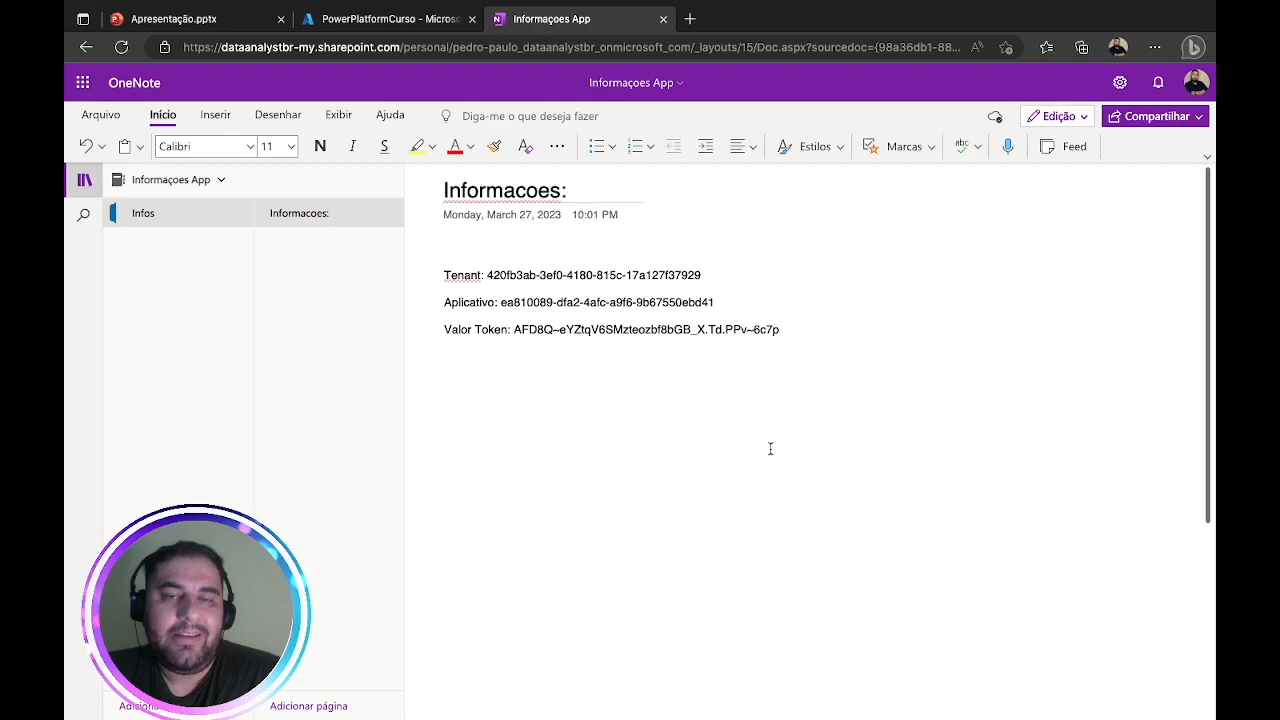 Apresentação.pptx
PowerPlatformCurso - Microso
Informaçoes App
https://dataanalystbr-my.sharepoint.com/personal/pedro-paulo_dataanalystbr_onmicrosoft_com/_layouts/15/Doc.aspx?sourcedoc={98a36db1-88...
OneNote
Informaçoes App
Arquivo Início Inserir Desenhar Exibir Ajuda Diga-me o que deseja fazer Edição Compartilhar
Calibri 11 N I S A A ... Estilos Marcas abc Feed
Informaçoes App
Infos
Informacoes:
Informacoes:
Monday, March 27, 2023 10:01 PM
Tenant: 420fb3ab-3ef0-4180-815c-17a127f37929
Aplicativo: ea810089-dfa2-4afc-a9f6-9b67550ebd41
Valor Token: AFD8Q~eYZtqV6SMzteozbf8bGB_X.Td.PPv~6c7p
Adicionar página